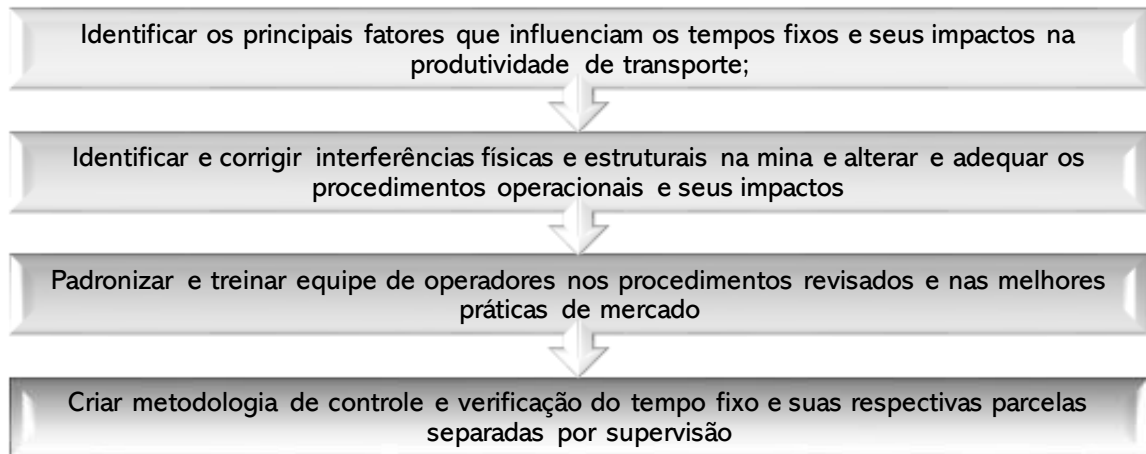 Identificar os principais fatores que influenciam os tempos fixos e seus impactos na
produtividade de transporte;
Identificar e corrigir interferências físicas e estruturais na mina e alterar e adequar os
procedimentos operacionais e seus impactos
Padronizar e treinar equipe de operadores nos procedimentos revisados e nas melhores
práticas de mercado
Criar metodologia de controle e verificação do tempo fixo e suas respectivas parcelas
separadas por supervisão